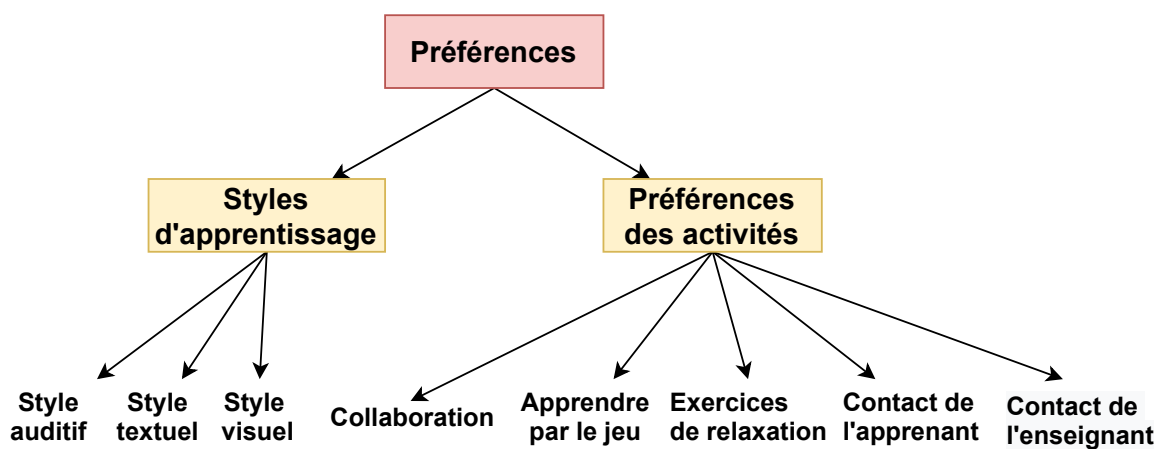 Préférences
Styles
d'apprentissage
Préférences
des activités
Style
auditif
Style
textuel
Style
visuel
Collaboration
Apprendre
par le jeu
Exercices
de relaxation
Contact de
l'apprenant
Contact de
l'enseignant